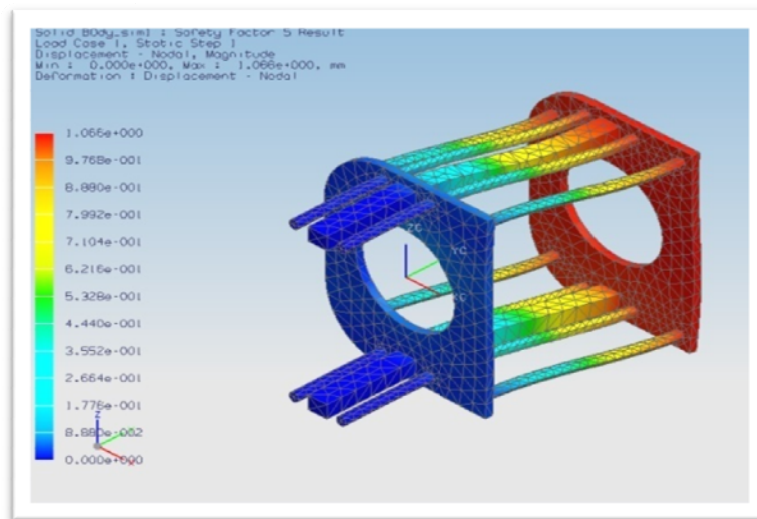 Solid Body_sim1 : Safety Factor 5 Result
Load Case 1, Static Step 1
Displacement - Nodal, Magnitude
Min : 0.000e+000, Max : 1.066e+000, mm
Deformation : Displacement - Nodal
1.066e+000
9.768e-001
8.880e-001
7.992e-001
7.104e-001
6.216e-001
5.328e-001
4.440e-001
3.552e-001
2.664e-001
1.776e-001
8.880e-002
0.000e+000
ZC
YC
XC
Z